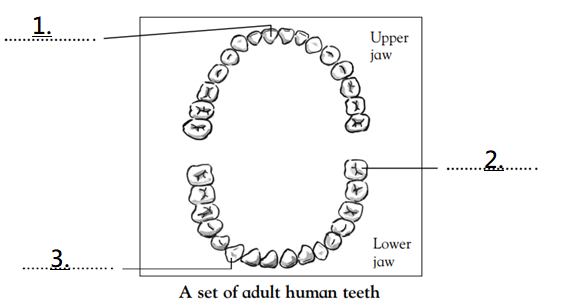 1.
Upper
jaw
2.
Lower
jaw
3.
A set of adult human teeth